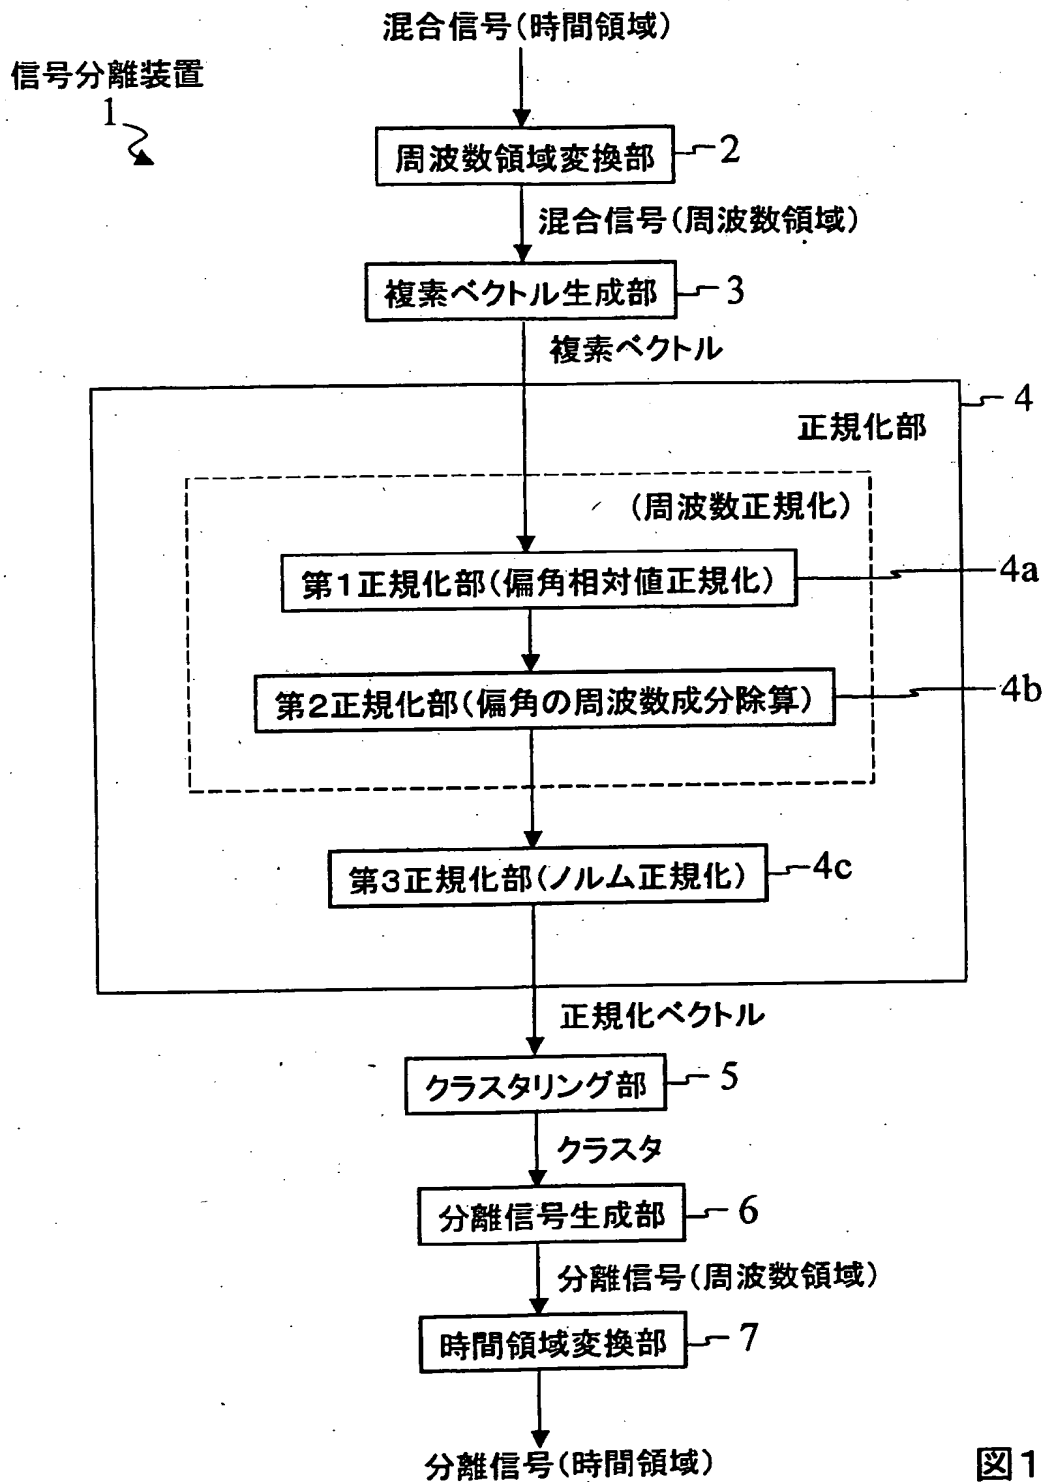 混合信号(時間領域)
信号分離装置
1
周波数領域変換部
2
混合信号(周波数領域)
複素ベクトル生成部
3
複素ベクトル
4
正規化部
(周波数正規化)
第1正規化部(偏角相対値正規化)
4a
第2正規化部(偏角の周波数成分除算)
4b
第3正規化部(ノルム正規化)
4c
正規化ベクトル
クラスタリング部
5
クラスタ
分離信号生成部
6
分離信号(周波数領域)
時間領域変換部
7
分離信号(時間領域)
図1